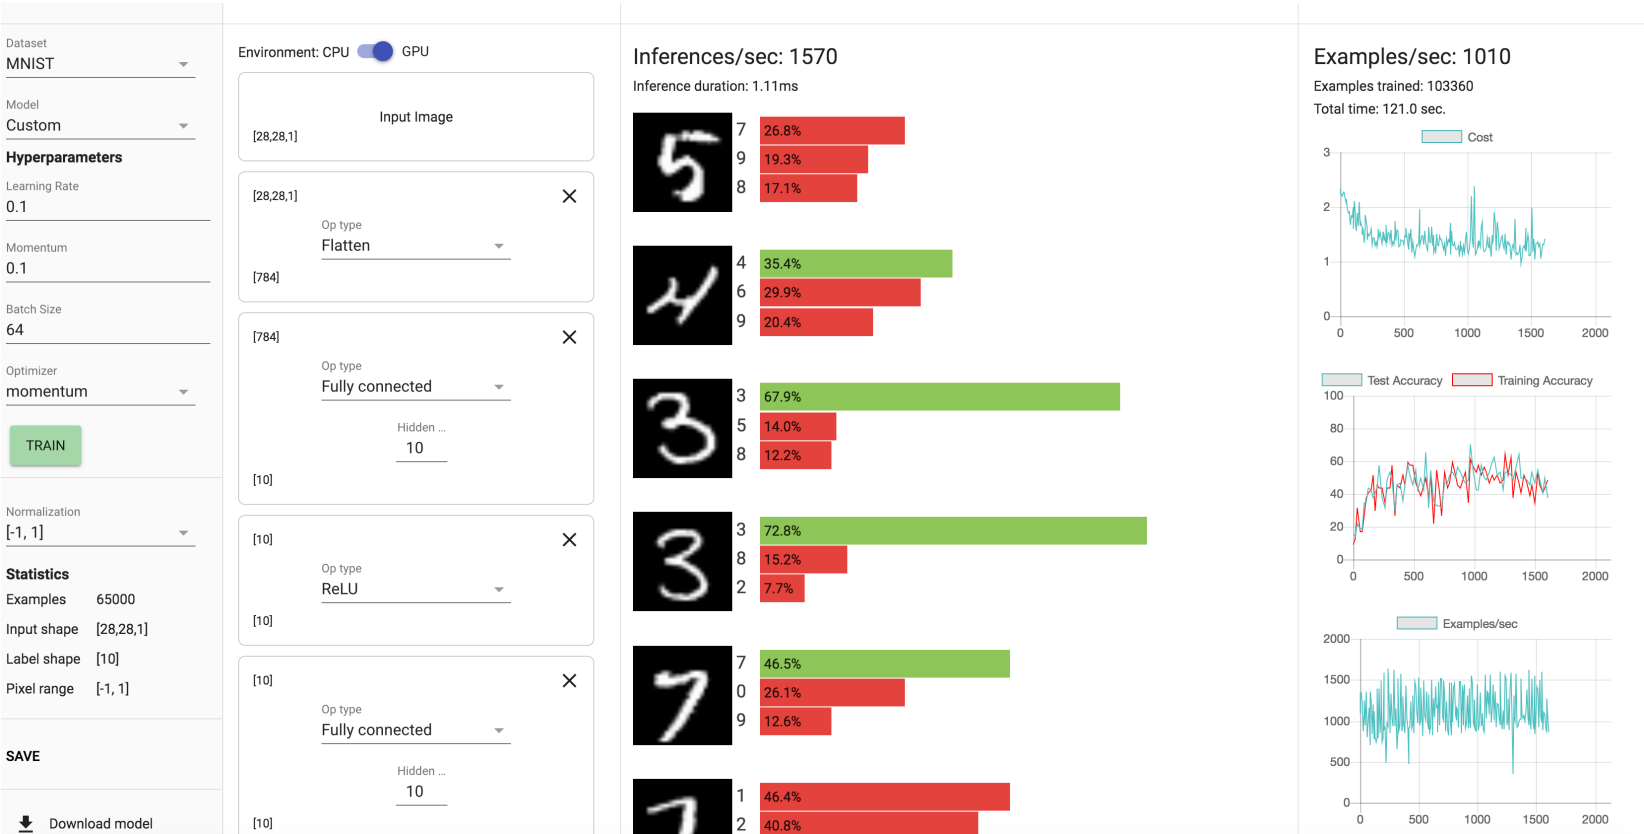 Dataset
MNIST
Model
Custom
Hyperparameters
Learning Rate
0.1
Momentum
0.1
Batch Size
64
Optimizer
momentum
TRAIN
Normalization
[-1, 1]
Statistics
Examples 65000
Input shape [28,28,1]
Label shape [10]
Pixel range [-1, 1]
SAVE
Download model
Environment: CPU GPU
Input Image
[28,28,1]
[28,28,1]
Op type
Flatten
[784]
[784]
Op type
Fully connected
Hidden ...
10
[10]
[10]
Op type
ReLU
[10]
[10]
Op type
Fully connected
Hidden ...
10
[10]
Inferences/sec: 1570
Inference duration: 1.11ms
5
7 26.8%
9 19.3%
8 17.1%
4
4 35.4%
6 29.9%
9 20.4%
3
3 67.9%
5 14.0%
8 12.2%
3
3 72.8%
8 15.2%
2 7.7%
7
7 46.5%
0 26.1%
9 12.6%
1 46.4%
2 40.8%
Examples/sec: 1010
Examples trained: 103360
Total time: 121.0 sec.
Cost
3
2
1
0
0 500 1000 1500 2000
Test Accuracy Training Accuracy
100
80
60
40
20
0
0 500 1000 1500 2000
Examples/sec
2000
1500
1000
500
0
0 500 1000 1500 2000